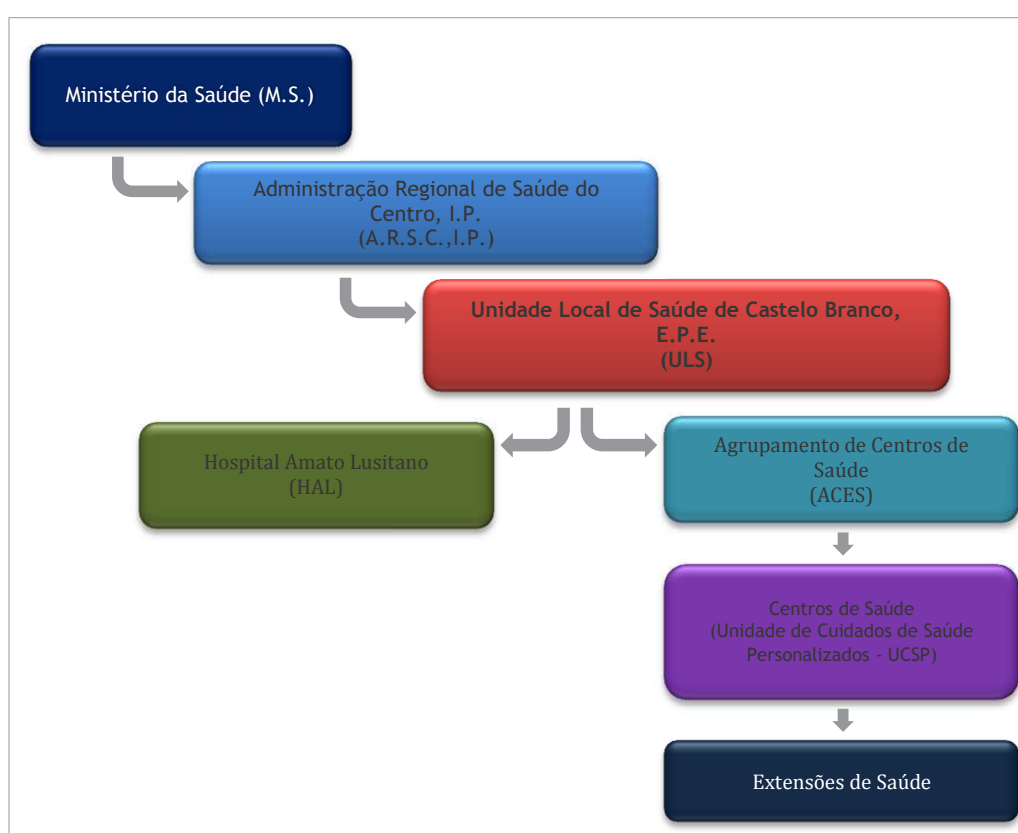 Ministério da Saúde (M.S.)
Administração Regional de Saúde do
Centro, I.P.
(A.R.S.C.,I.P.)
Unidade Local de Saúde de Castelo Branco,
E.P.E.
(ULS)
Hospital Amato Lusitano
(HAL)
Agrupamento de Centros de
Saúde
(ACES)
Centros de Saúde
(Unidade de Cuidados de Saúde
Personalizados - UCSP)
Extensões de Saúde